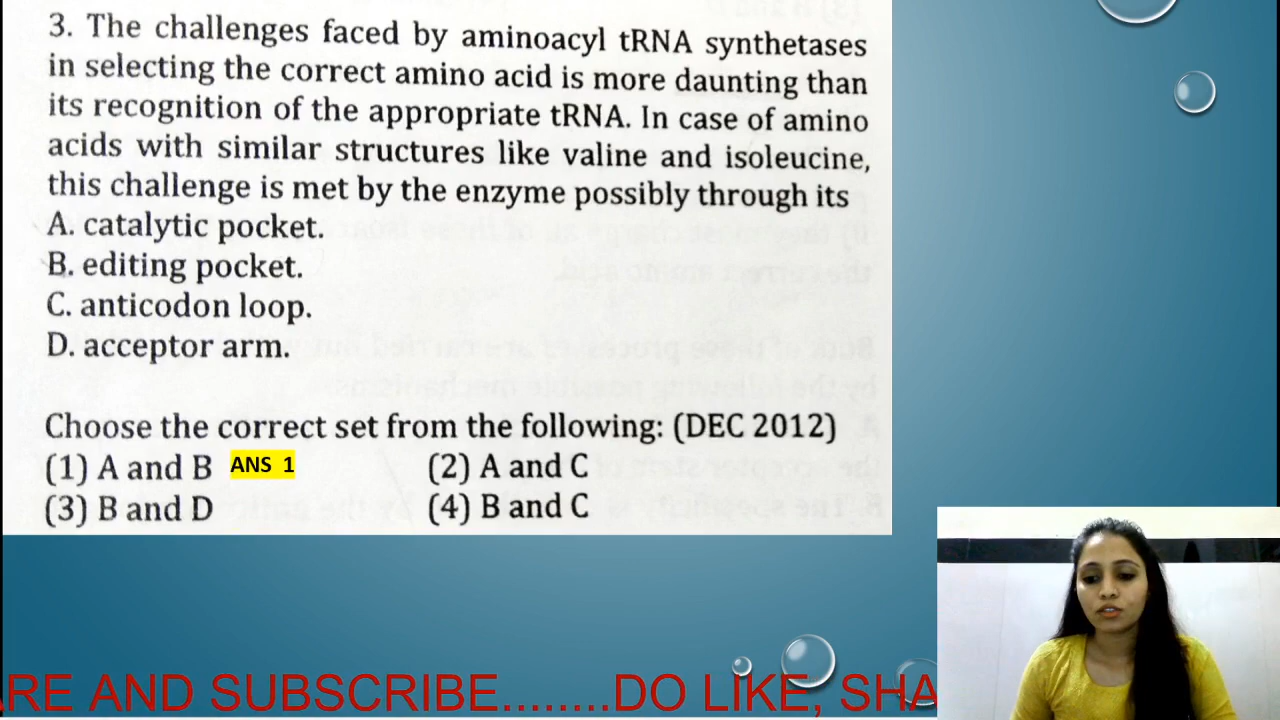 3. The challenges faced by aminoacyl tRNA synthetases
in selecting the correct amino acid is more daunting than
its recognition of the appropriate tRNA. In case of amino
acids with similar structures like valine and isoleucine,
this challenge is met by the enzyme possibly through its
A. catalytic pocket.
B. editing pocket.
C. anticodon loop.
D. acceptor arm.
Choose the correct set from the following: (DEC 2012)
(1) A and B ANS 1 (2) A and C
(3) B and D (4) B and C
RE AND SUBSCRIBE........DO LIKE, SHA